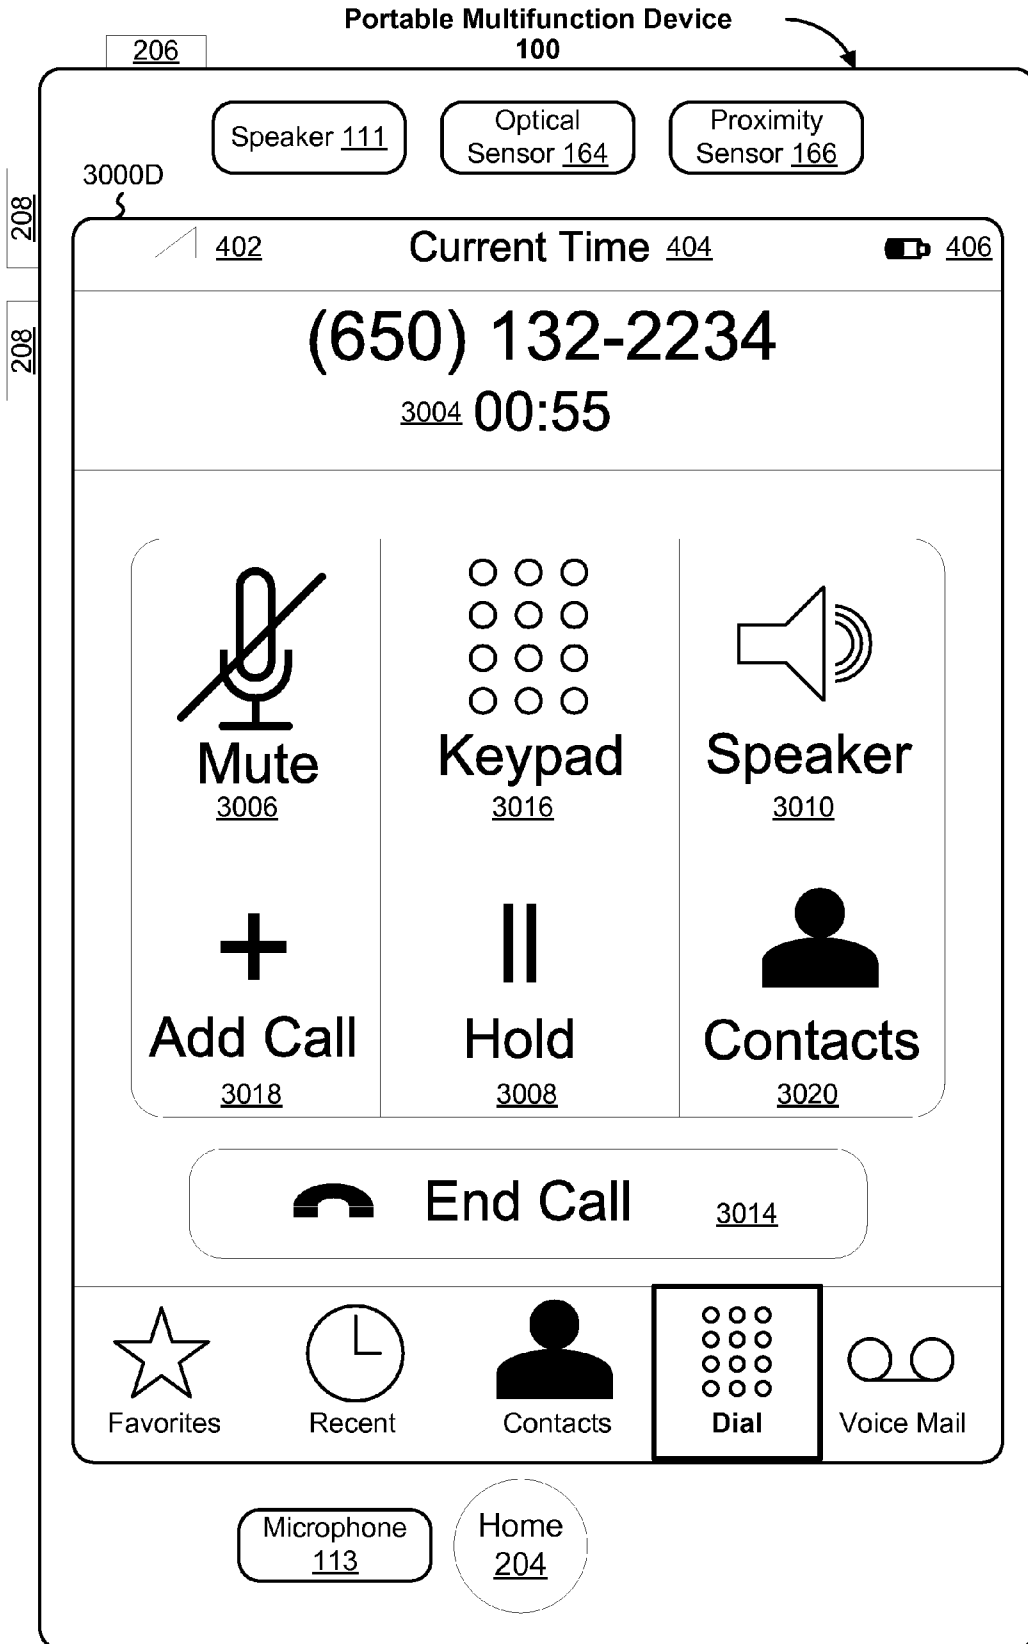 Portable Multifunction Device
100
206
Speaker 111
Optical
Sensor 164
Proximity
Sensor 166
3000D
208
208
402
Current Time 404
406
(650) 132-2234
3004 00:55
Mute
3006
Keypad
3016
Speaker
3010
Add Call
3018
Hold
3008
Contacts
3020
End Call 3014
Favorites
Recent
Contacts
Dial
Voice Mail
Microphone
113
Home
204